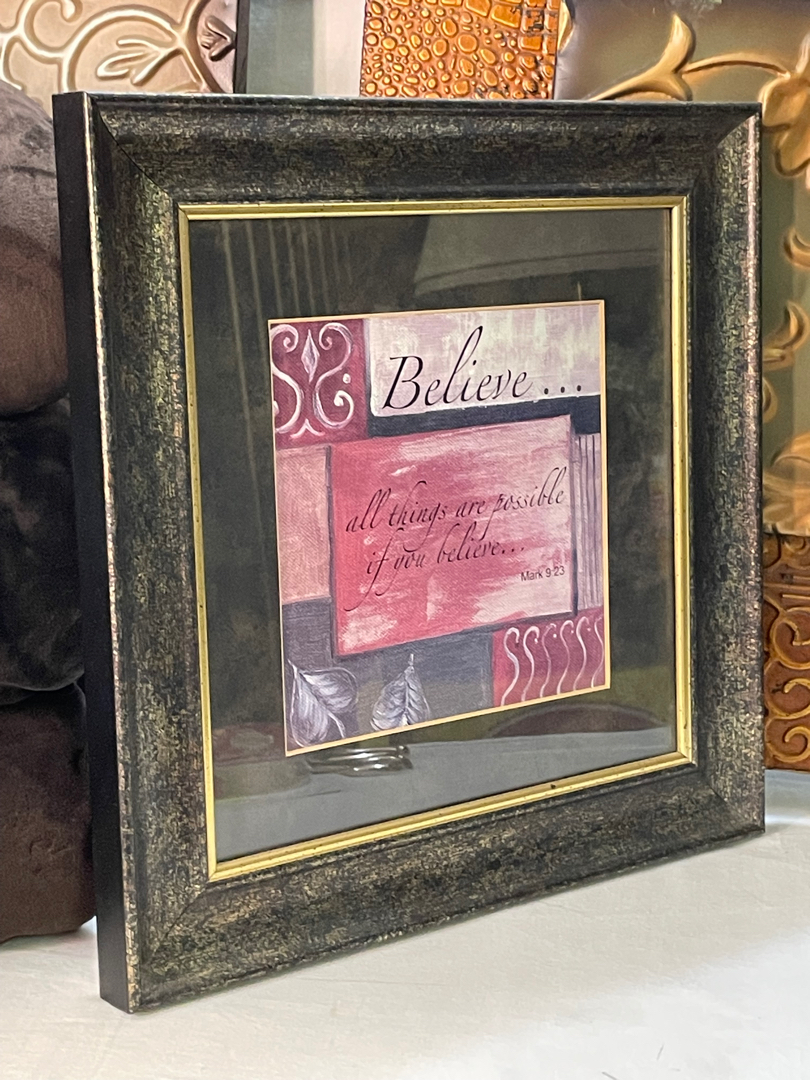 Believe...
all things are possible
if you believe...
Mark 9:23